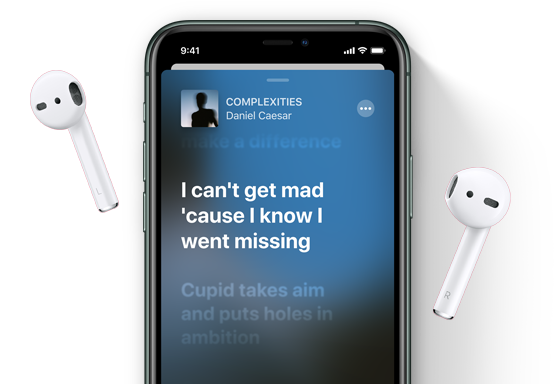 9:41
COMPLEXITIES
Daniel Caesar
make a difference
I can't get mad
'cause I know I
went missing
Cupid takes aim
and puts holes in
ambition
L
R